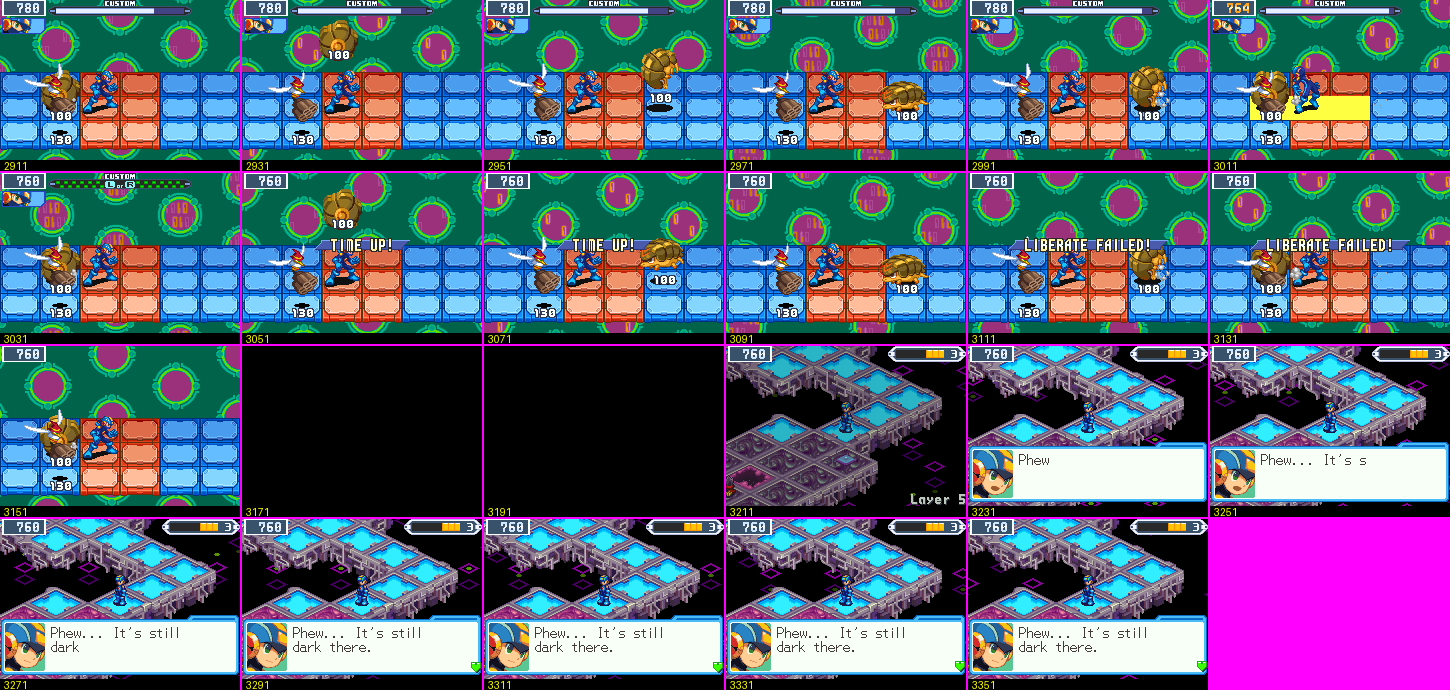 780 CUSTOM
100
130
2911
780 CUSTOM
100
130
2931
780 CUSTOM
100
130
2951
780 CUSTOM
100
130
2971
780 CUSTOM
100
130
2991
764 CUSTOM
100
130
3011
760 CUSTOM
L or R
100
130
3031
760
100
TIME UP!
130
3051
760
TIME UP!
100
130
3071
760
100
130
3091
760
LIBERATE FAILED!
100
130
3111
760
LIBERATE FAILED!
100
130
3131
760
100
130
3151
3171
3191
760 3
Layer 5
3211
760 3
Phew
3231
760 3
Phew... It's s
3251
760 3
Phew... It's still
dark
3271
760 3
Phew... It's still
dark there.
3291
760 3
Phew... It's still
dark there.
3311
760 3
Phew... It's still
dark there.
3331
760 3
Phew... It's still
dark there.
3351